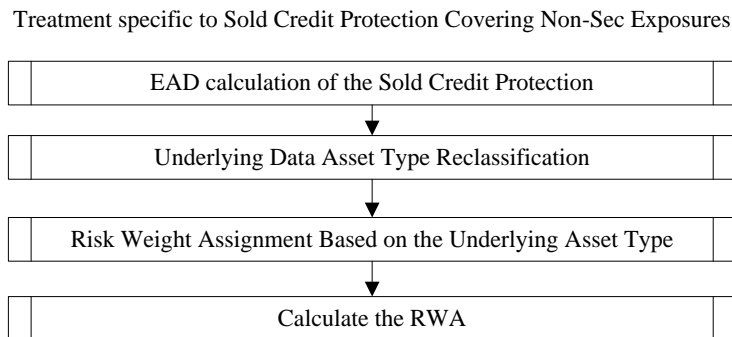 Treatment specific to Sold Credit Protection Covering Non-Sec Exposures
EAD calculation of the Sold Credit Protection
Underlying Data Asset Type Reclassification
Risk Weight Assignment Based on the Underlying Asset Type
Calculate the RWA